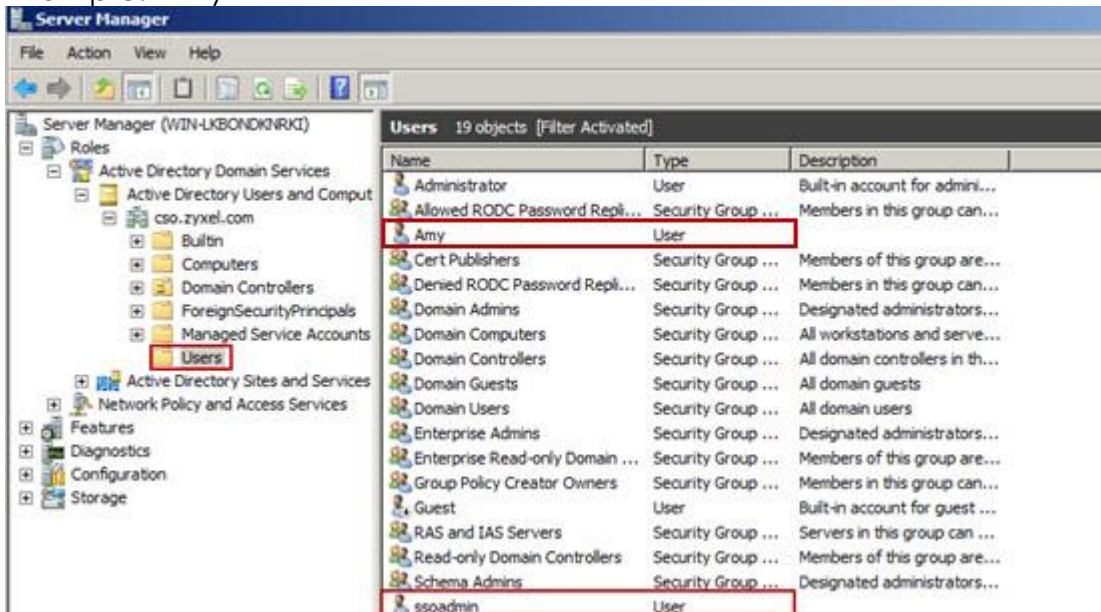 Server Manager
File Action View Help
Server Manager (WIN-LKBONDKNRKI)
Roles
Active Directory Domain Services
Active Directory Users and Comput
cso.zyxel.com
Builtin
Computers
Domain Controllers
ForeignSecurityPrincipals
Managed Service Accounts
Users
Active Directory Sites and Services
Network Policy and Access Services
Features
Diagnostics
Configuration
Storage
Users 19 objects [Filter Activated]
Name Type Description
Administrator User Built-in account for admini...
Allowed RODC Password Repli... Security Group ... Members in this group can...
Amy User
Cert Publishers Security Group ... Members of this group are...
Denied RODC Password Repli... Security Group ... Members in this group can...
Domain Admins Security Group ... Designated administrators...
Domain Computers Security Group ... All workstations and serve...
Domain Controllers Security Group ... All domain controllers in th...
Domain Guests Security Group ... All domain guests
Domain Users Security Group ... All domain users
Enterprise Admins Security Group ... Designated administrators...
Enterprise Read-only Domain ... Security Group ... Members of this group are...
Group Policy Creator Owners Security Group ... Members in this group can...
Guest User Built-in account for guest ...
RAS and IAS Servers Security Group ... Servers in this group can ...
Read-only Domain Controllers Security Group ... Members of this group are...
Schema Admins Security Group ... Designated administrators...
ssoadmin User